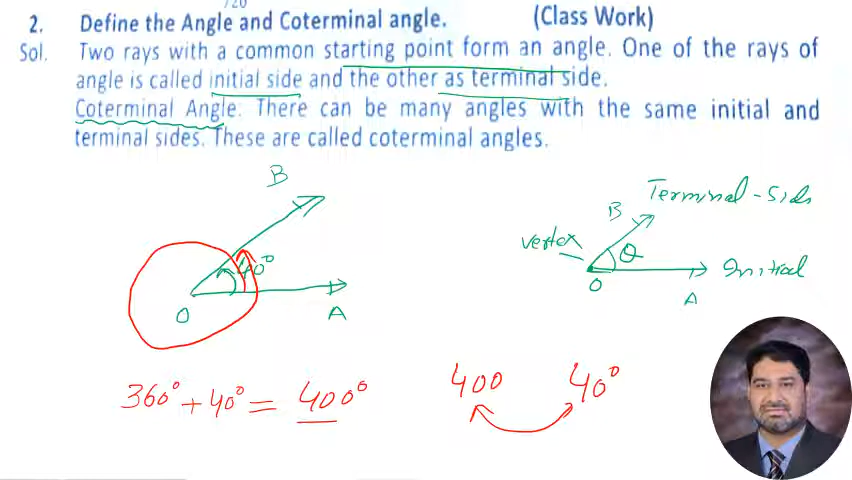 2. Define the Angle and Coterminal angle. (Class Work)
Sol. Two rays with a common starting point form an angle. One of the rays of
angle is called initial side and the other as terminal side.
Coterminal Angle: There can be many angles with the same initial and
terminal sides. These are called coterminal angles.
B
40°
O
A
Terminal-Side
B
vertex
θ
Initial
O
A
360° + 40° = 400°
400 40°